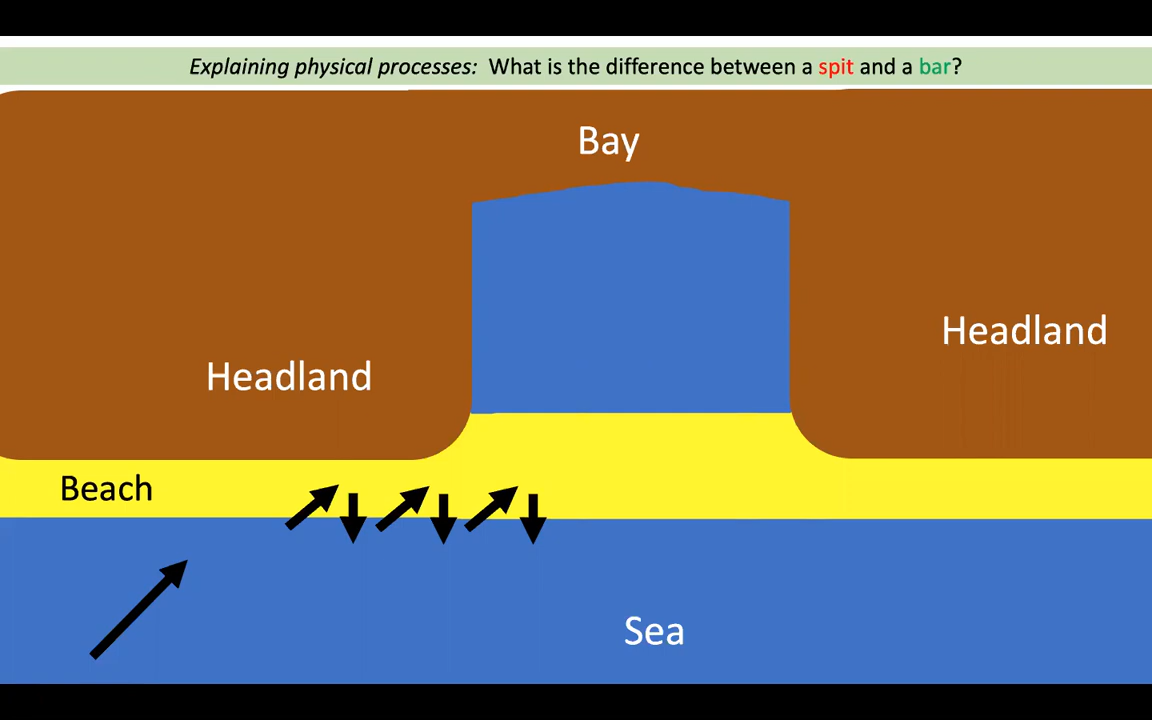 Explaining physical processes: What is the difference between a spit and a bar?
Bay
Headland
Headland
Beach
Sea